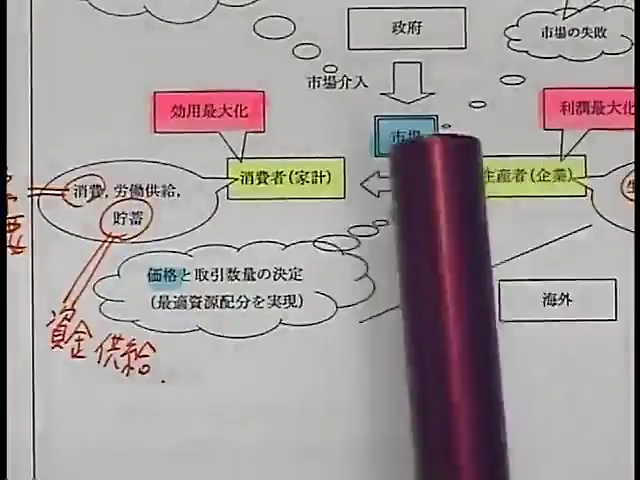 政府
市場の失敗
市場介入
効用最大化
利潤最大化
市場
消費, 労働供給,
貯蓄
消費者(家計)
生産者(企業)
価格と取引数量の決定
(最適資源配分を実現)
海外
資金供給.